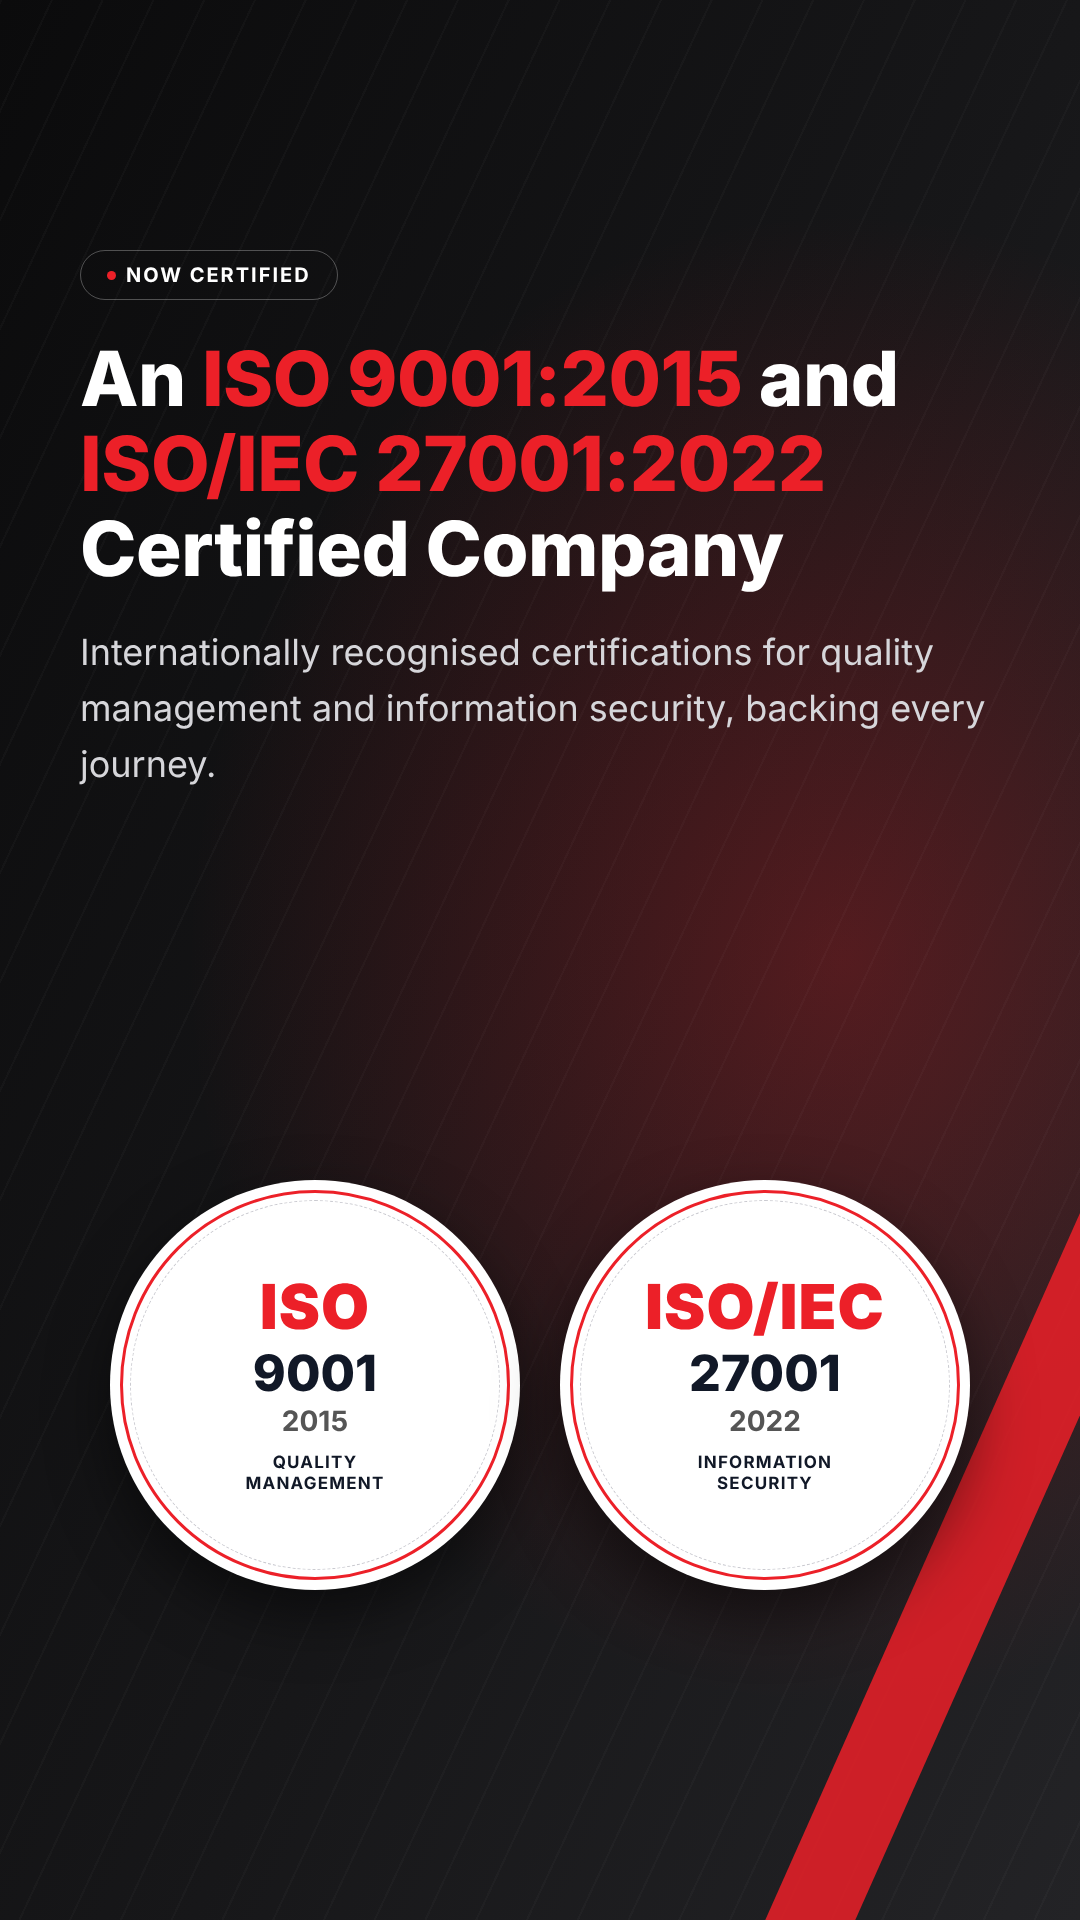 NOW CERTIFIED
An ISO 9001:2015 and
ISO/IEC 27001:2022
Certified Company
Internationally recognised certifications for quality
management and information security, backing every
journey.
ISO
9001
2015
QUALITY
MANAGEMENT
ISO/IEC
27001
2022
INFORMATION
SECURITY